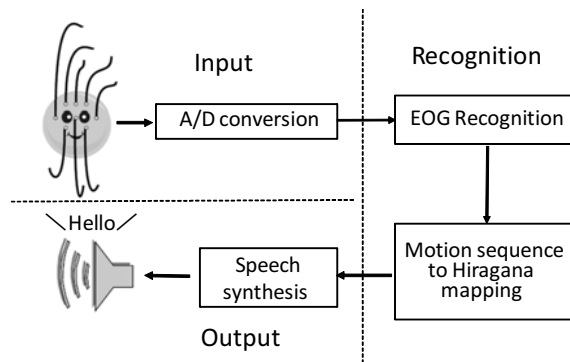 Input
Recognition
A/D conversion
EOG Recognition
Hello
Speech
synthesis
Motion sequence
to Hiragana
mapping
Output